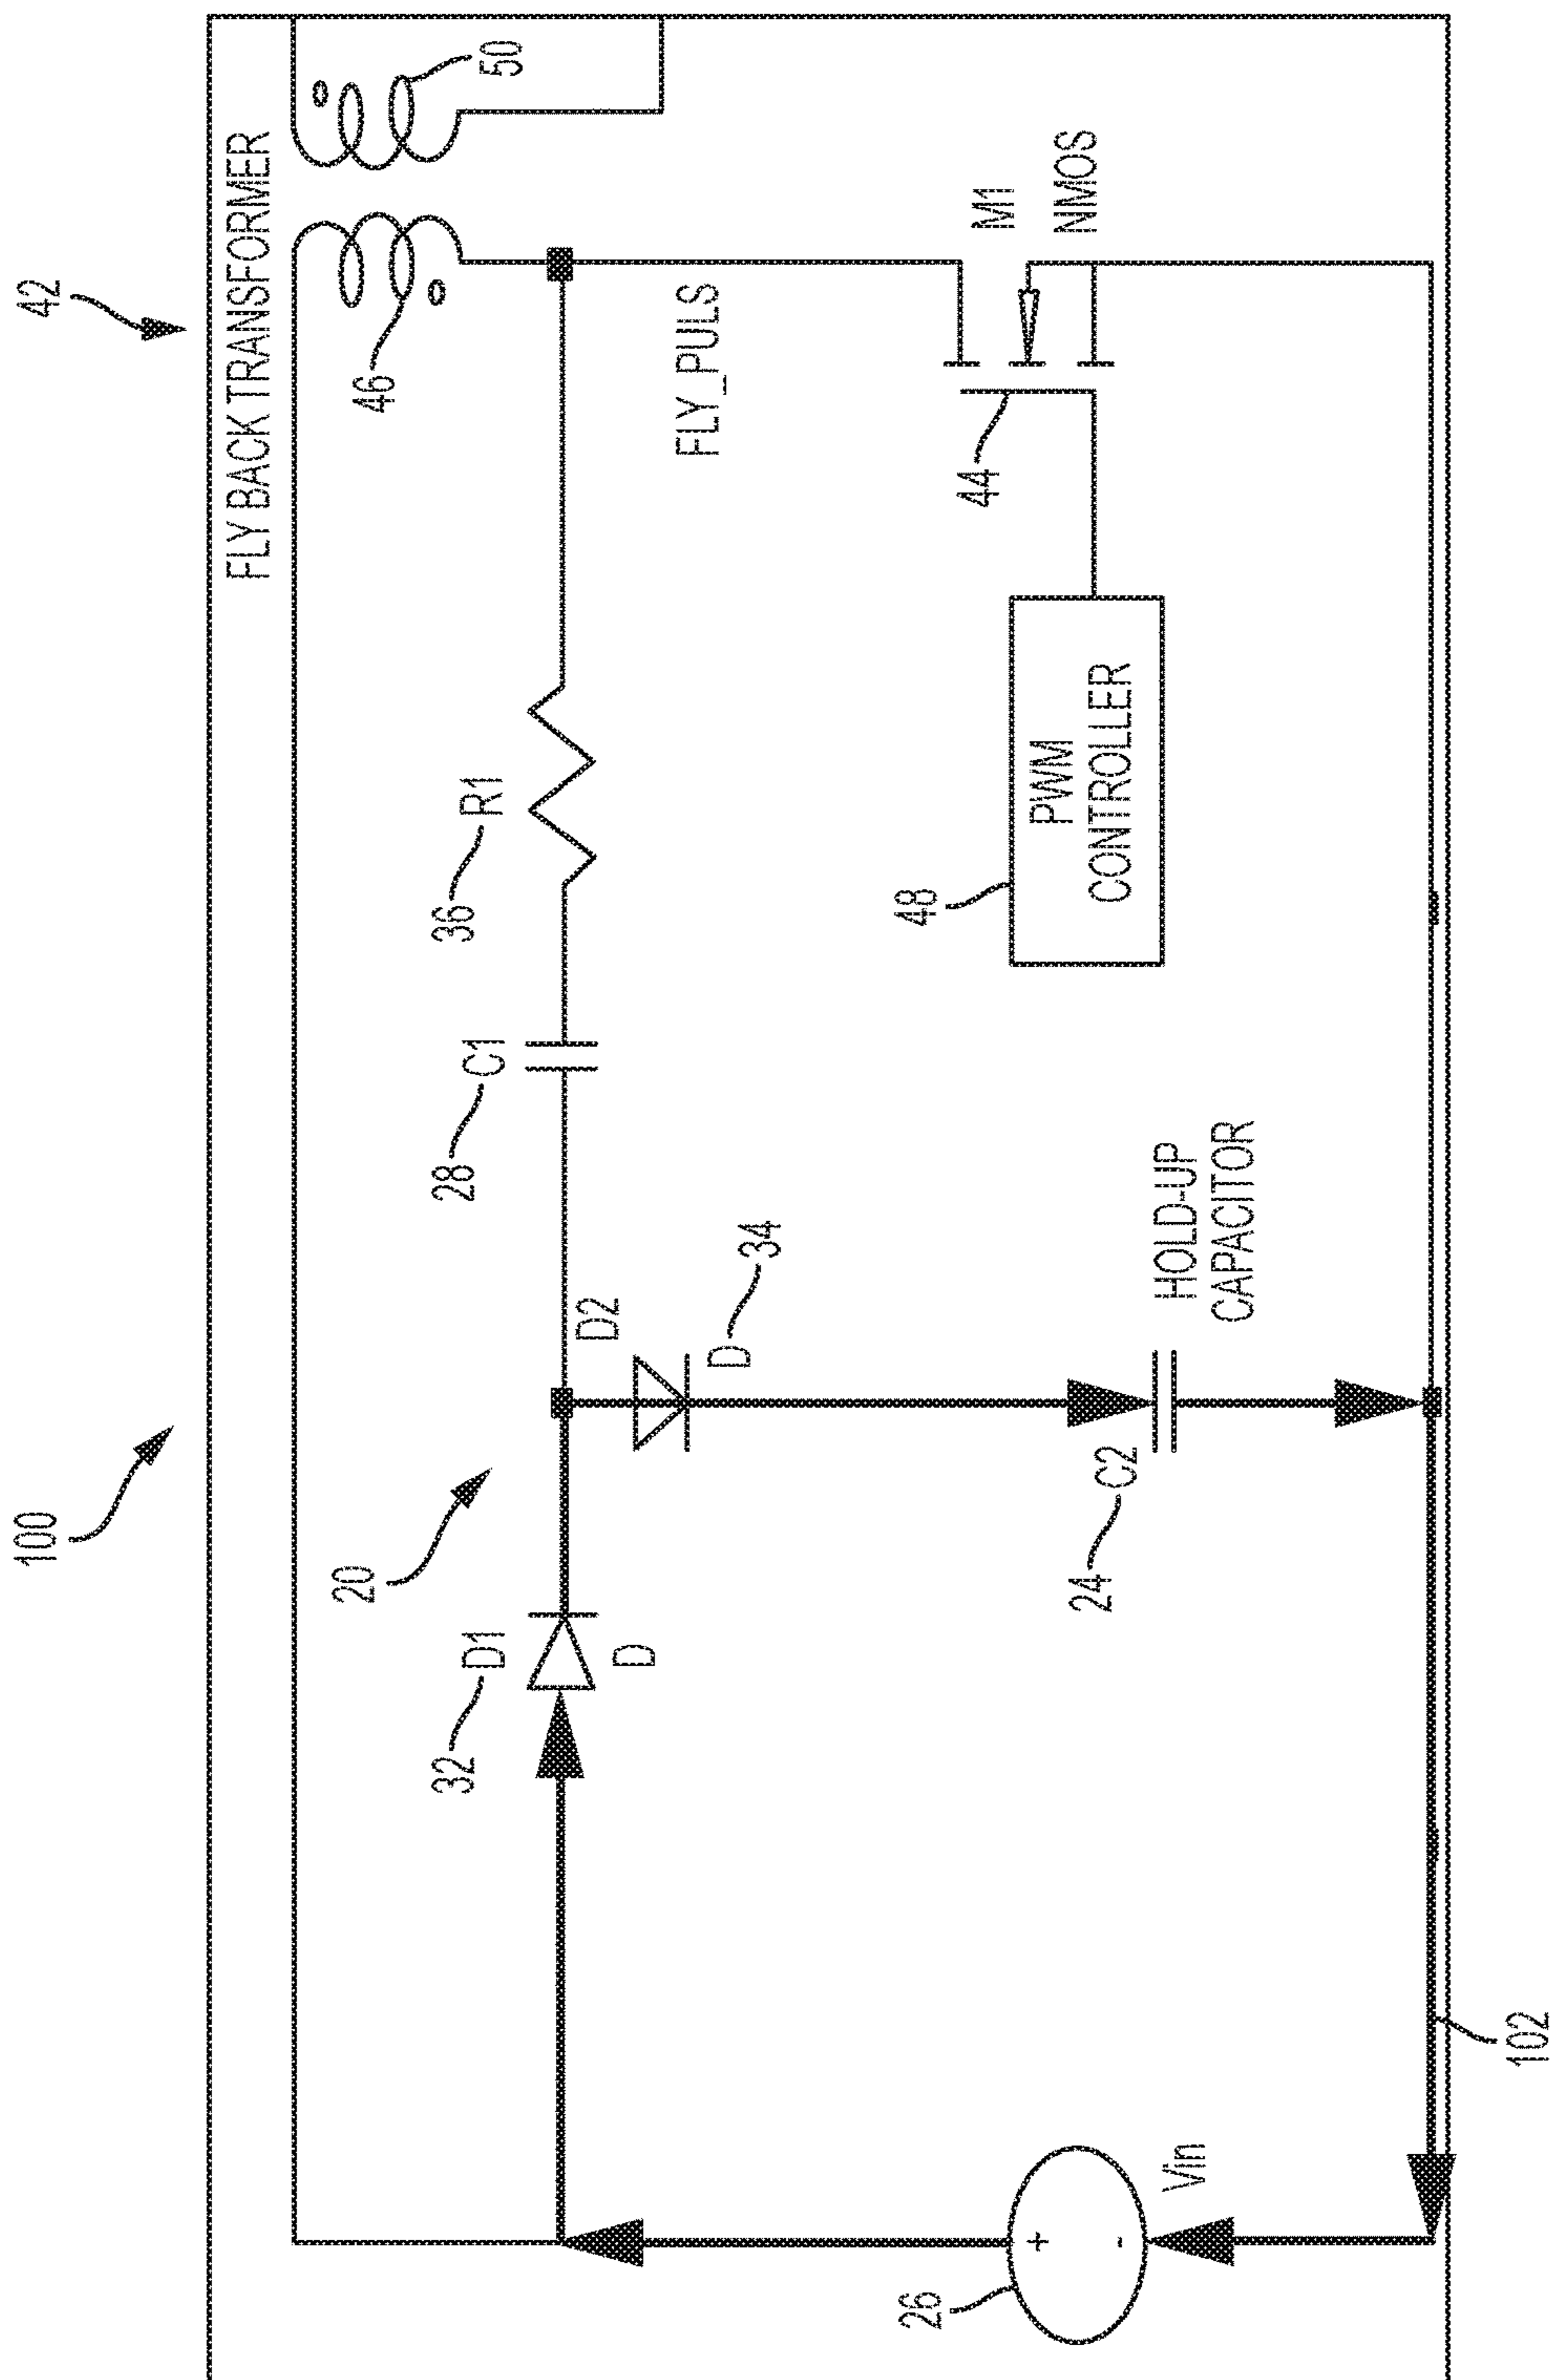 100
42
FLY BACK TRANSFORMER
20
32
D1
D
28
C1
36
R1
46
50
D2
D
34
FLY_PULS
26
+
-
Vin
24
C2
HOLD-UP
CAPACITOR
48
PWM
CONTROLLER
44
M1
NMOS
102